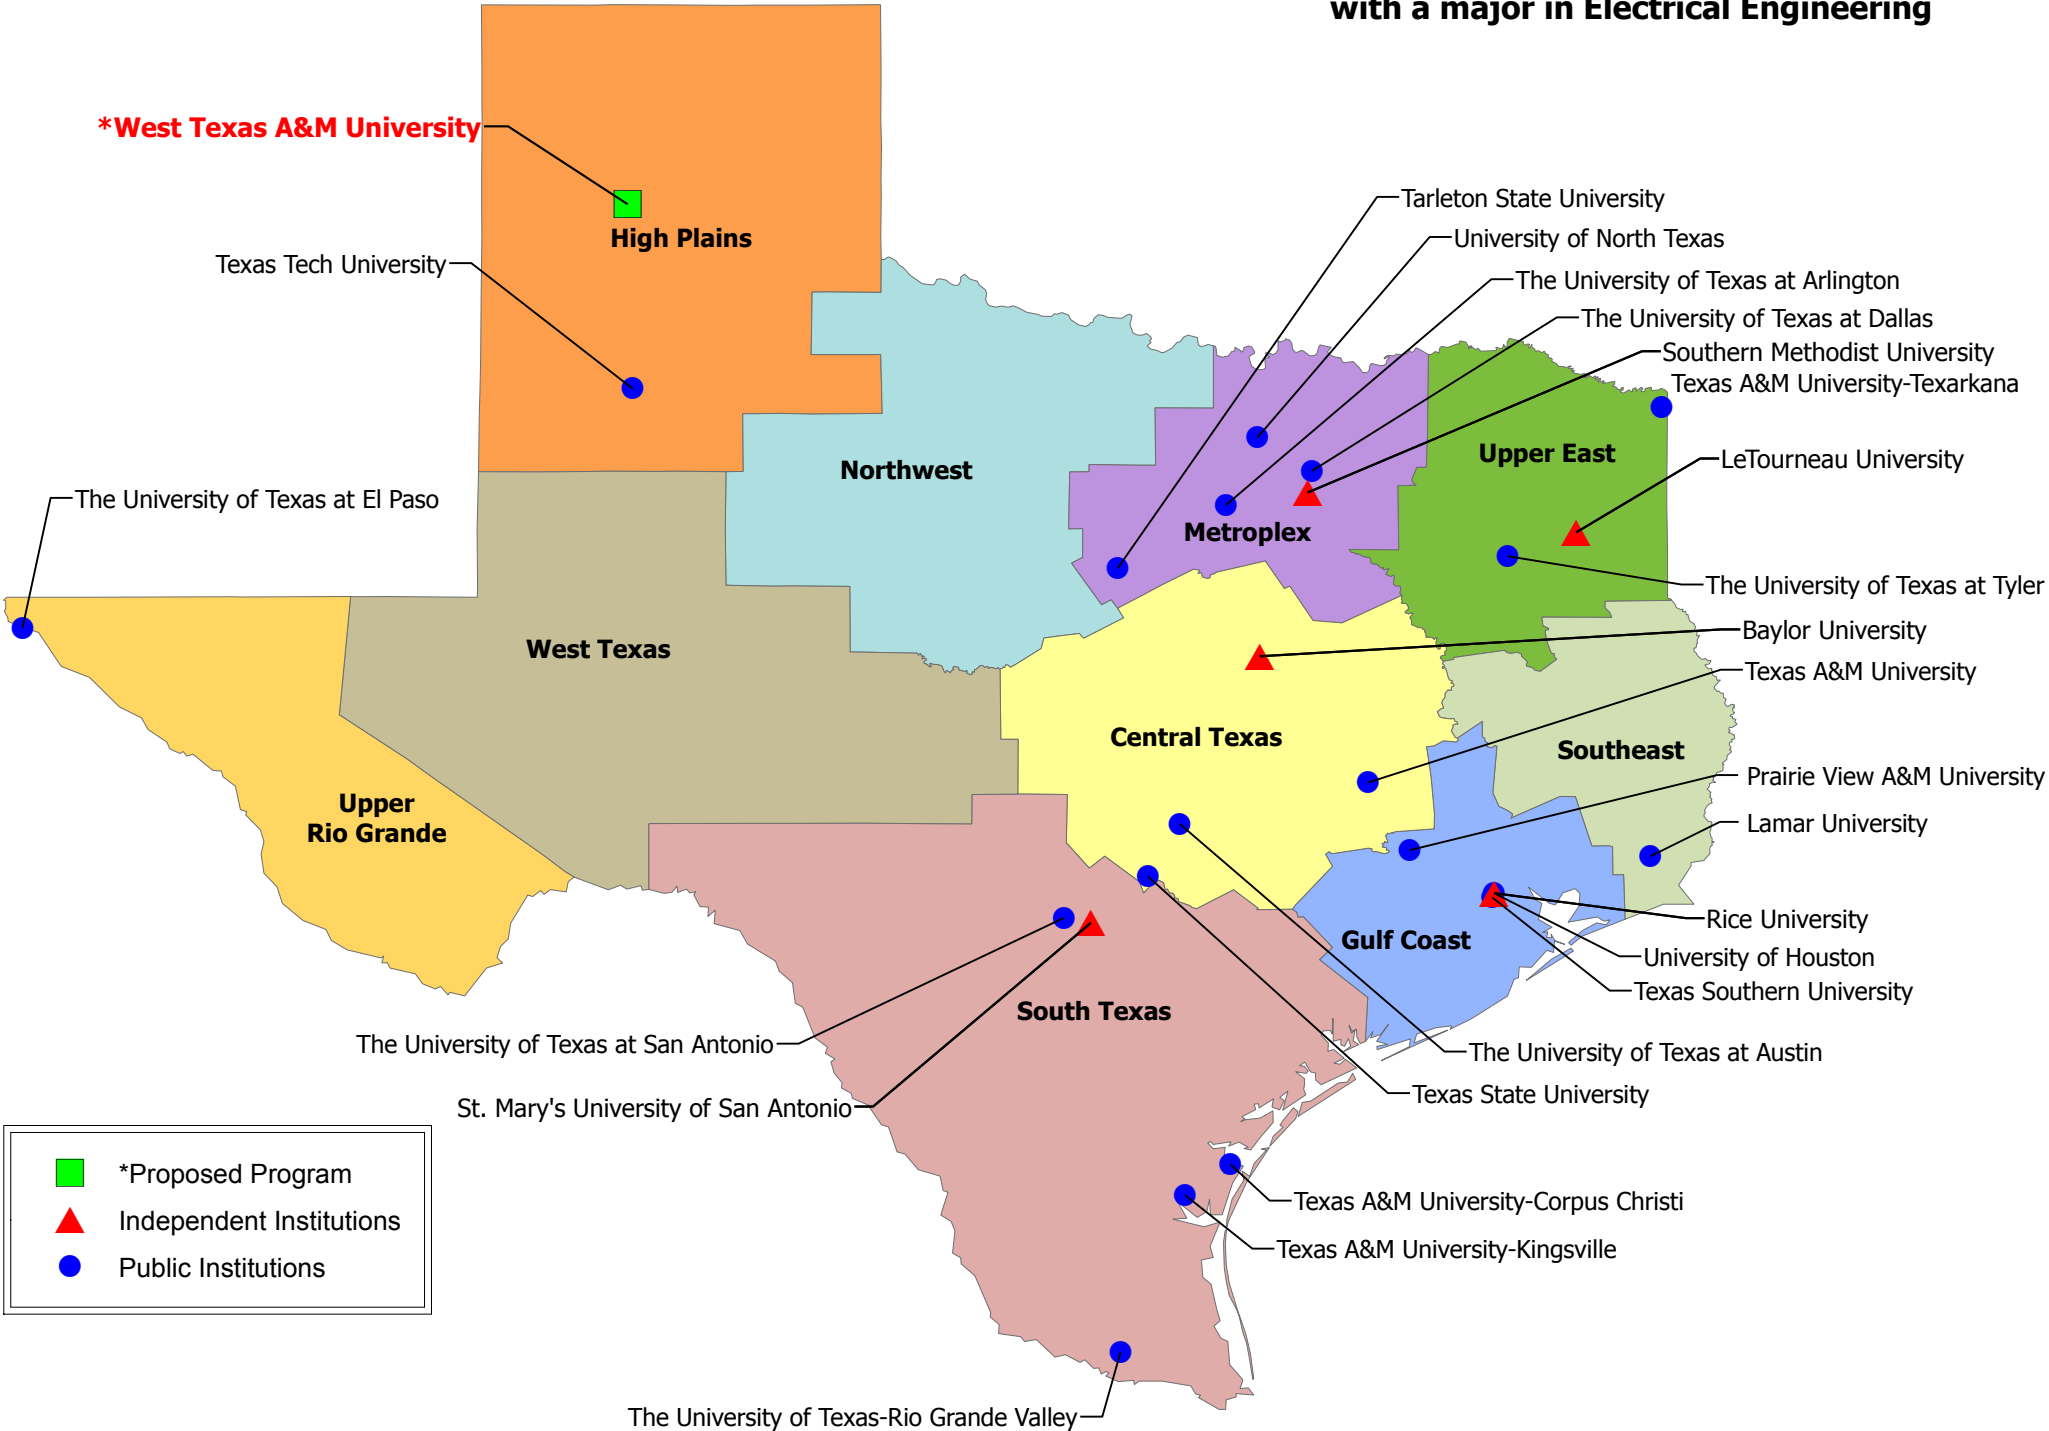 with a major in Electrical Engineering
*West Texas A&M University
Tarleton State University
High Plains
University of North Texas
Texas Tech University
The University of Texas at Arlington
The University of Texas at Dallas
Southern Methodist University
Texas A&M University-Texarkana
Upper East
LeTourneau University
Northwest
The University of Texas at El Paso
Metroplex
The University of Texas at Tyler
Baylor University
West Texas
Texas A&M University
Central Texas
Southeast
Prairie View A&M University
Upper
Rio Grande
Lamar University
Rice University
Gulf Coast
University of Houston
Texas Southern University
South Texas
The University of Texas at San Antonio
The University of Texas at Austin
Texas State University
St. Mary's University of San Antonio
*Proposed Program
Texas A&M University-Corpus Christi
Independent Institutions
Texas A&M University-Kingsville
Public Institutions
The University of Texas-Rio Grande Valley